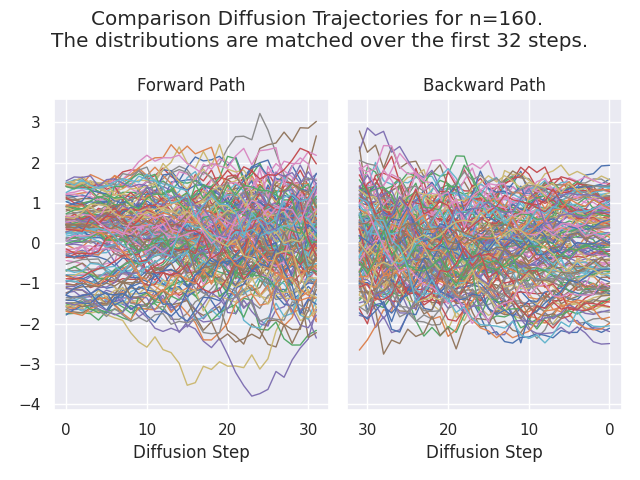 Comparison Diffusion Trajectories for n=160.
The distributions are matched over the first 32 steps.
Forward Path
Backward Path
3
2
1
0
−1
−2
−3
−4
0 10 20 30
30 20 10 0
Diffusion Step
Diffusion Step